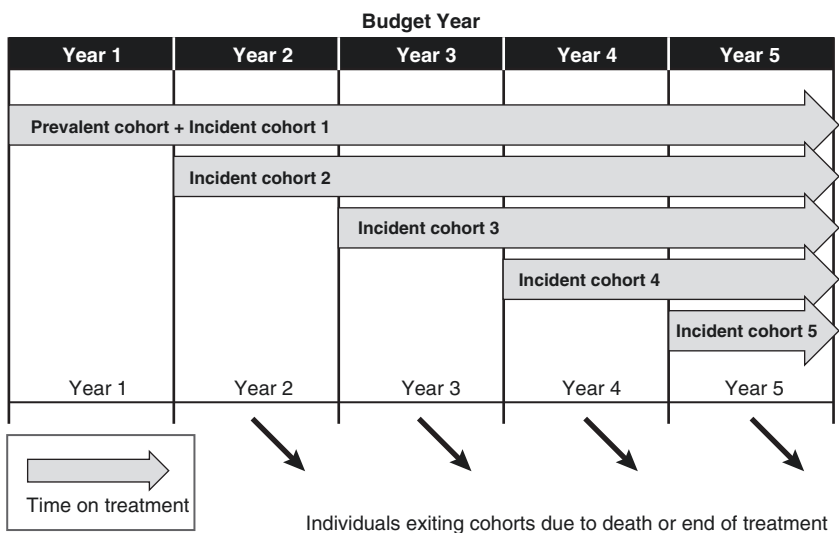 Budget Year
Year 1 Year 2 Year 3 Year 4 Year 5
Prevalent cohort + Incident cohort 1
Incident cohort 2
Incident cohort 3
Incident cohort 4
Incident cohort 5
Year 1 Year 2 Year 3 Year 4 Year 5
Time on treatment
Individuals exiting cohorts due to death or end of treatment